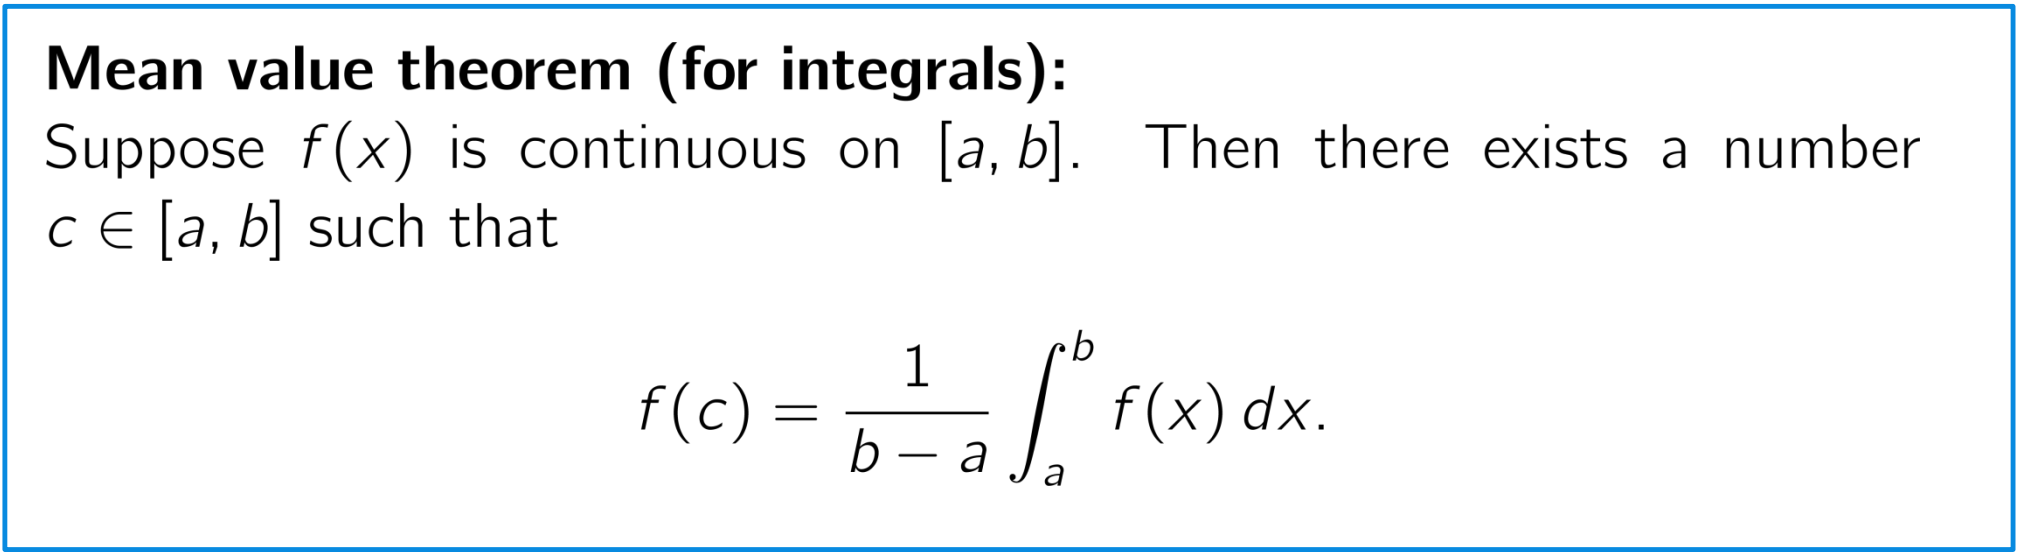 Mean value theorem (for integrals):
Suppose f(x) is continuous on [a, b]. Then there exists a number
c ∈ [a, b] such that
f(c) = \frac{1}{b − a} \int_a^b f(x) dx.